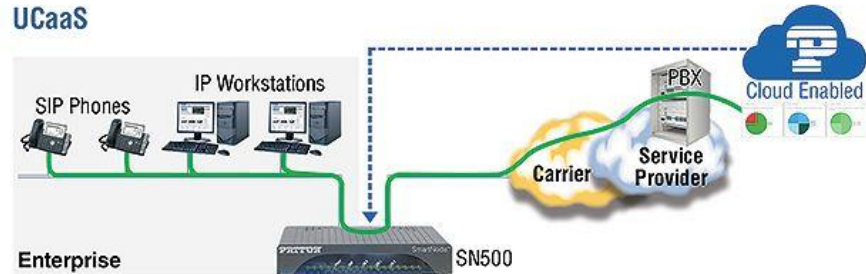 UCaaS
IP Workstations
SIP Phones
PBX
Cloud Enabled
Carrier
Service
Provider
PATTON
SmartNode
SN500
Enterprise